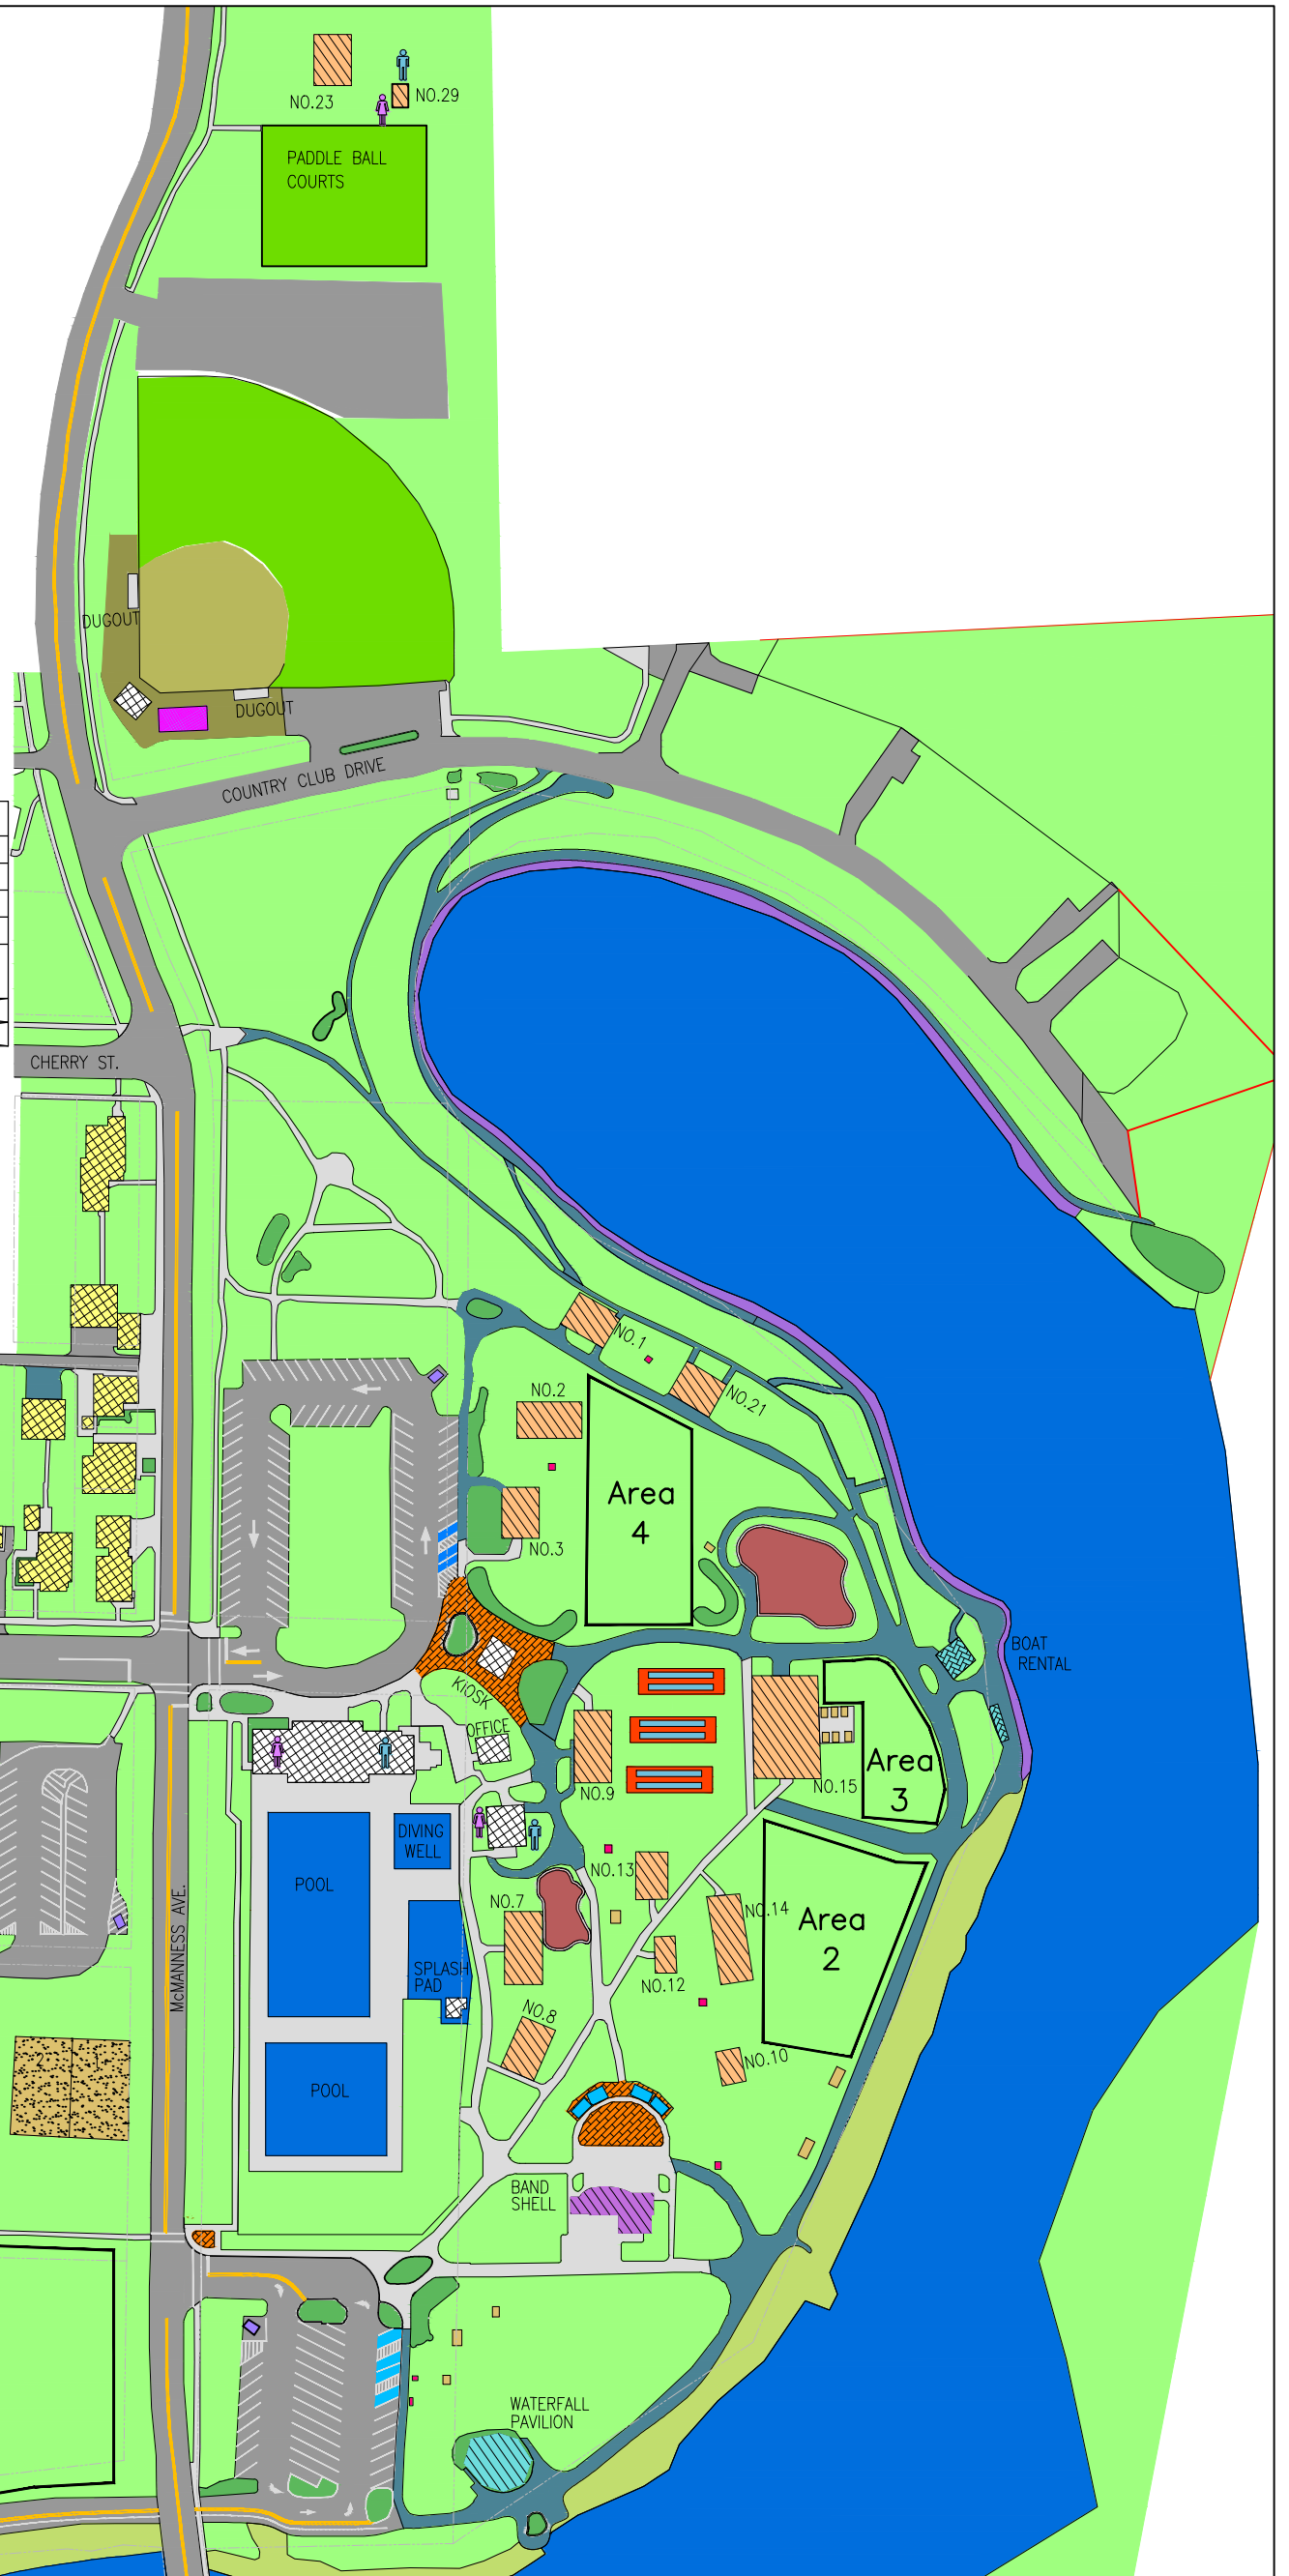 NO.23
NO.29
PADDLE BALL
COURTS
DUGOUT
DUGOUT
COUNTRY CLUB DRIVE
CHERRY ST.
NO.1
NO.21
NO.2
Area
4
NO.3
BOAT
RENTAL
KIOSK
OFFICE
Area
3
NO.15
NO.9
DIVING
WELL
POOL
NO.13
NO.7
NO.14
Area
2
McMANNESS AVE.
SPLASH
PAD
NO.12
NO.8
NO.10
2
1
POOL
BAND
SHELL
WATERFALL
PAVILION